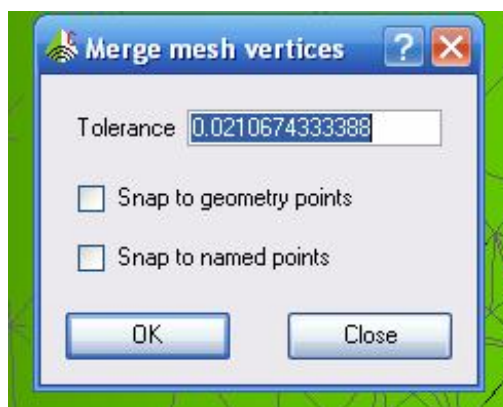 Merge mesh vertices
Tolerance 0.0210674333388
Snap to geometry points
Snap to named points
OK Close